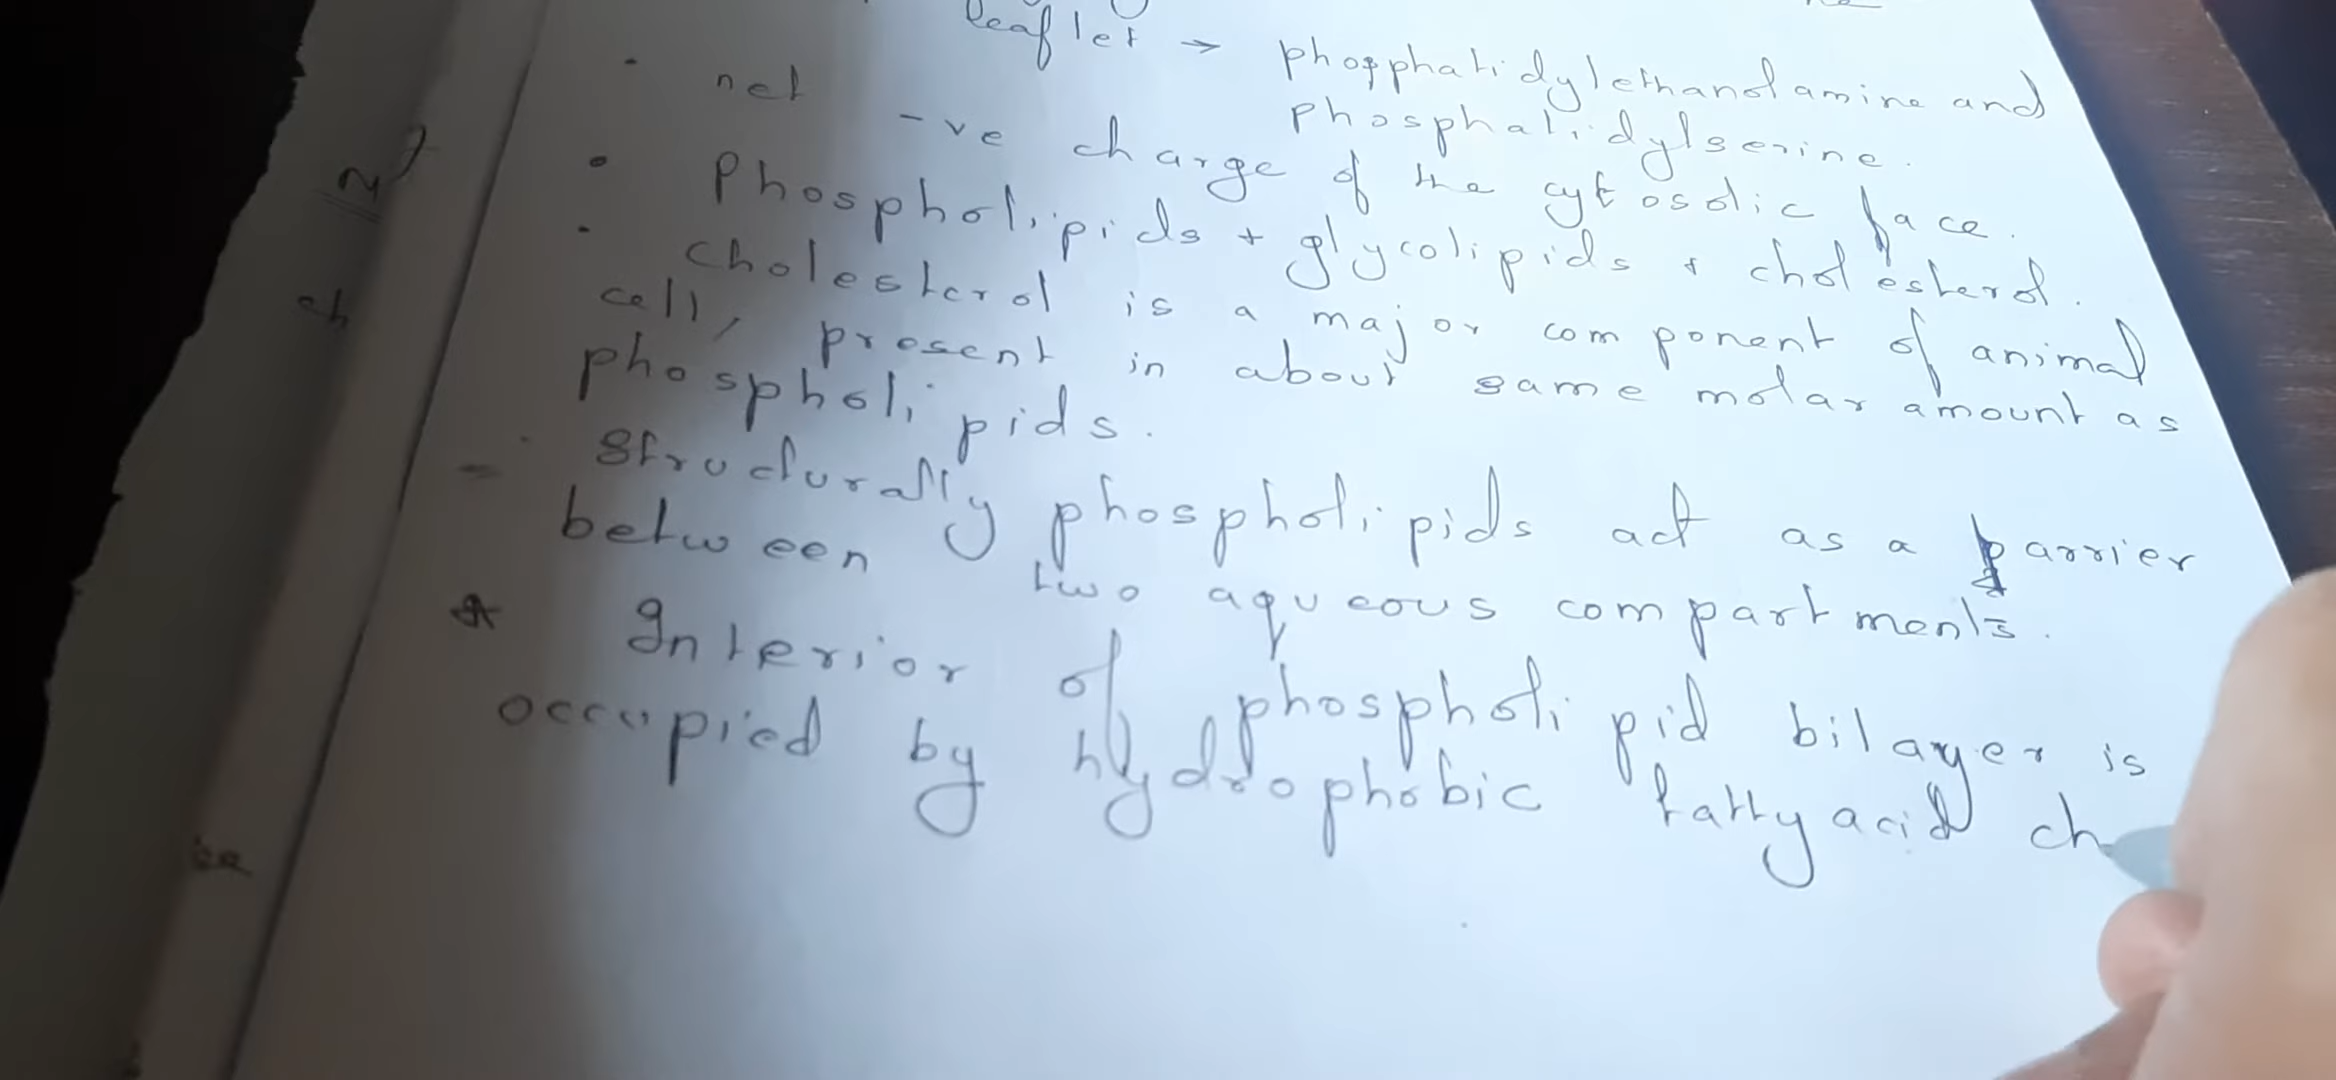 leaflet → phosphatidylethanolamine and
phosphatidylserine.
net -ve charge of the cytosolic face.
• Phospholipids + glycolipids + cholesterol.
• Cholesterol is a major component of animal
cell, present in about same molar amount as
phospholipids.
- Structurally phospholipids act as a barrier
between two aqueous compartments.
* Interior of phospholipid bilayer is
occupied by hydrophobic fatty acid ch